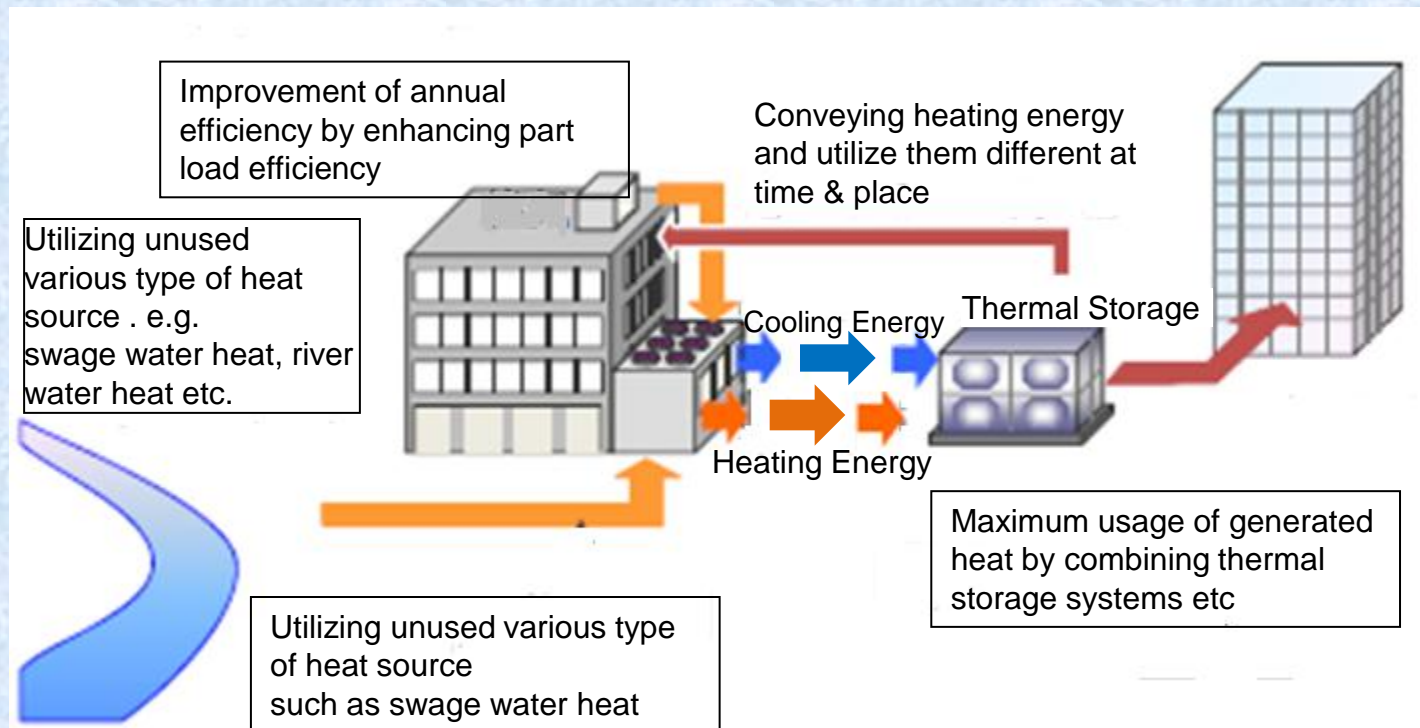 Improvement of annual
efficiency by enhancing part
load efficiency
Conveying heating energy
and utilize them different at
time & place
Utilizing unused
various type of heat
source . e.g.
swage water heat, river
water heat etc.
Cooling Energy
Thermal Storage
Heating Energy
Maximum usage of generated
heat by combining thermal
storage systems etc
Utilizing unused various type
of heat source
such as swage water heat